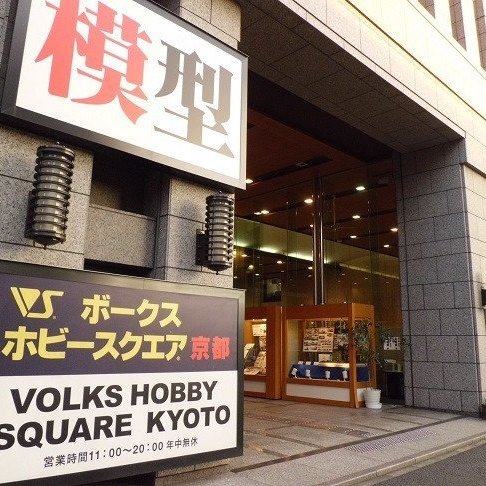 模型
VS ボークス
ホビースクエア 京都
VOLKS HOBBY
SQUARE KYOTO
営業時間11:00~20:00 年中無休